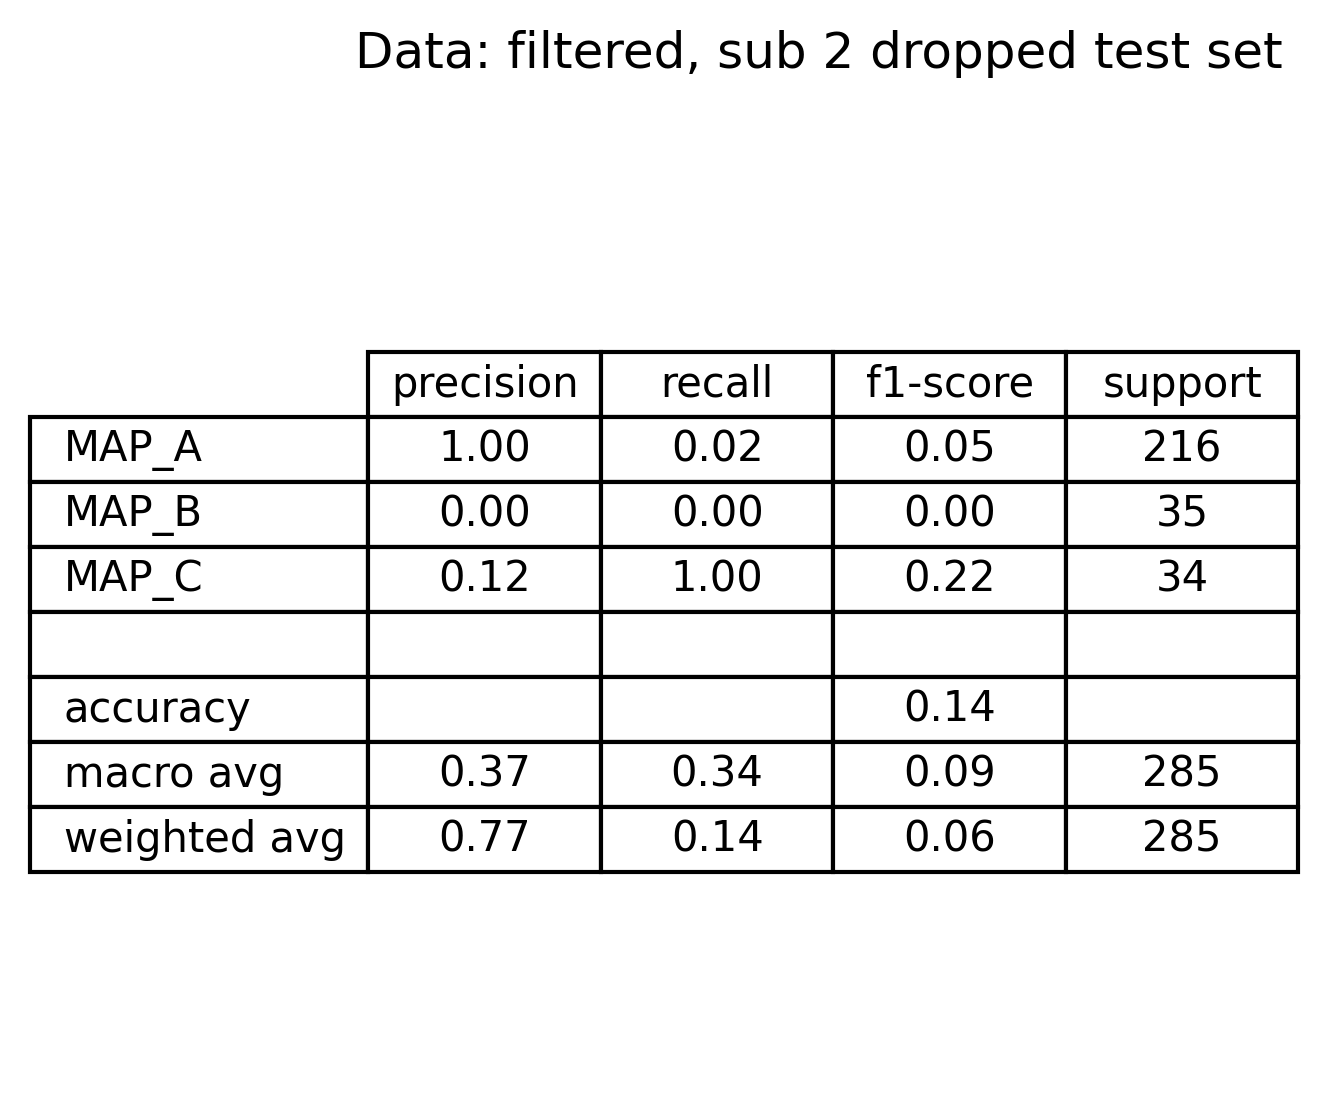 Data: filtered, sub 2 dropped test set
precision recall f1-score support
MAP_A 1.00 0.02 0.05 216
MAP_B 0.00 0.00 0.00 35
MAP_C 0.12 1.00 0.22 34
accuracy 0.14
macro avg 0.37 0.34 0.09 285
weighted avg 0.77 0.14 0.06 285